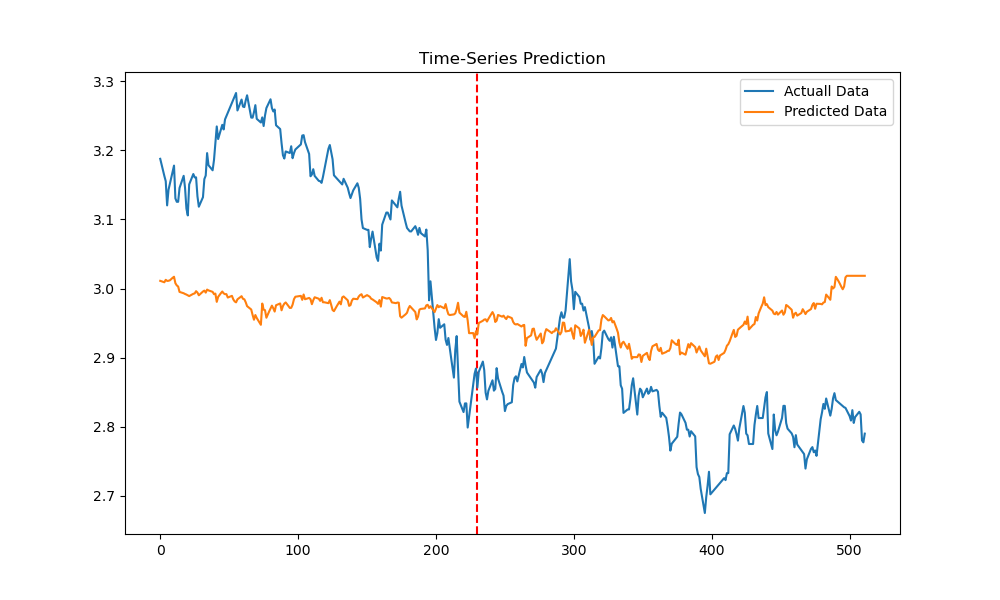 Time-Series Prediction
Actuall Data
Predicted Data
3.3
3.2
3.1
3.0
2.9
2.8
2.7
0 100 200 300 400 500